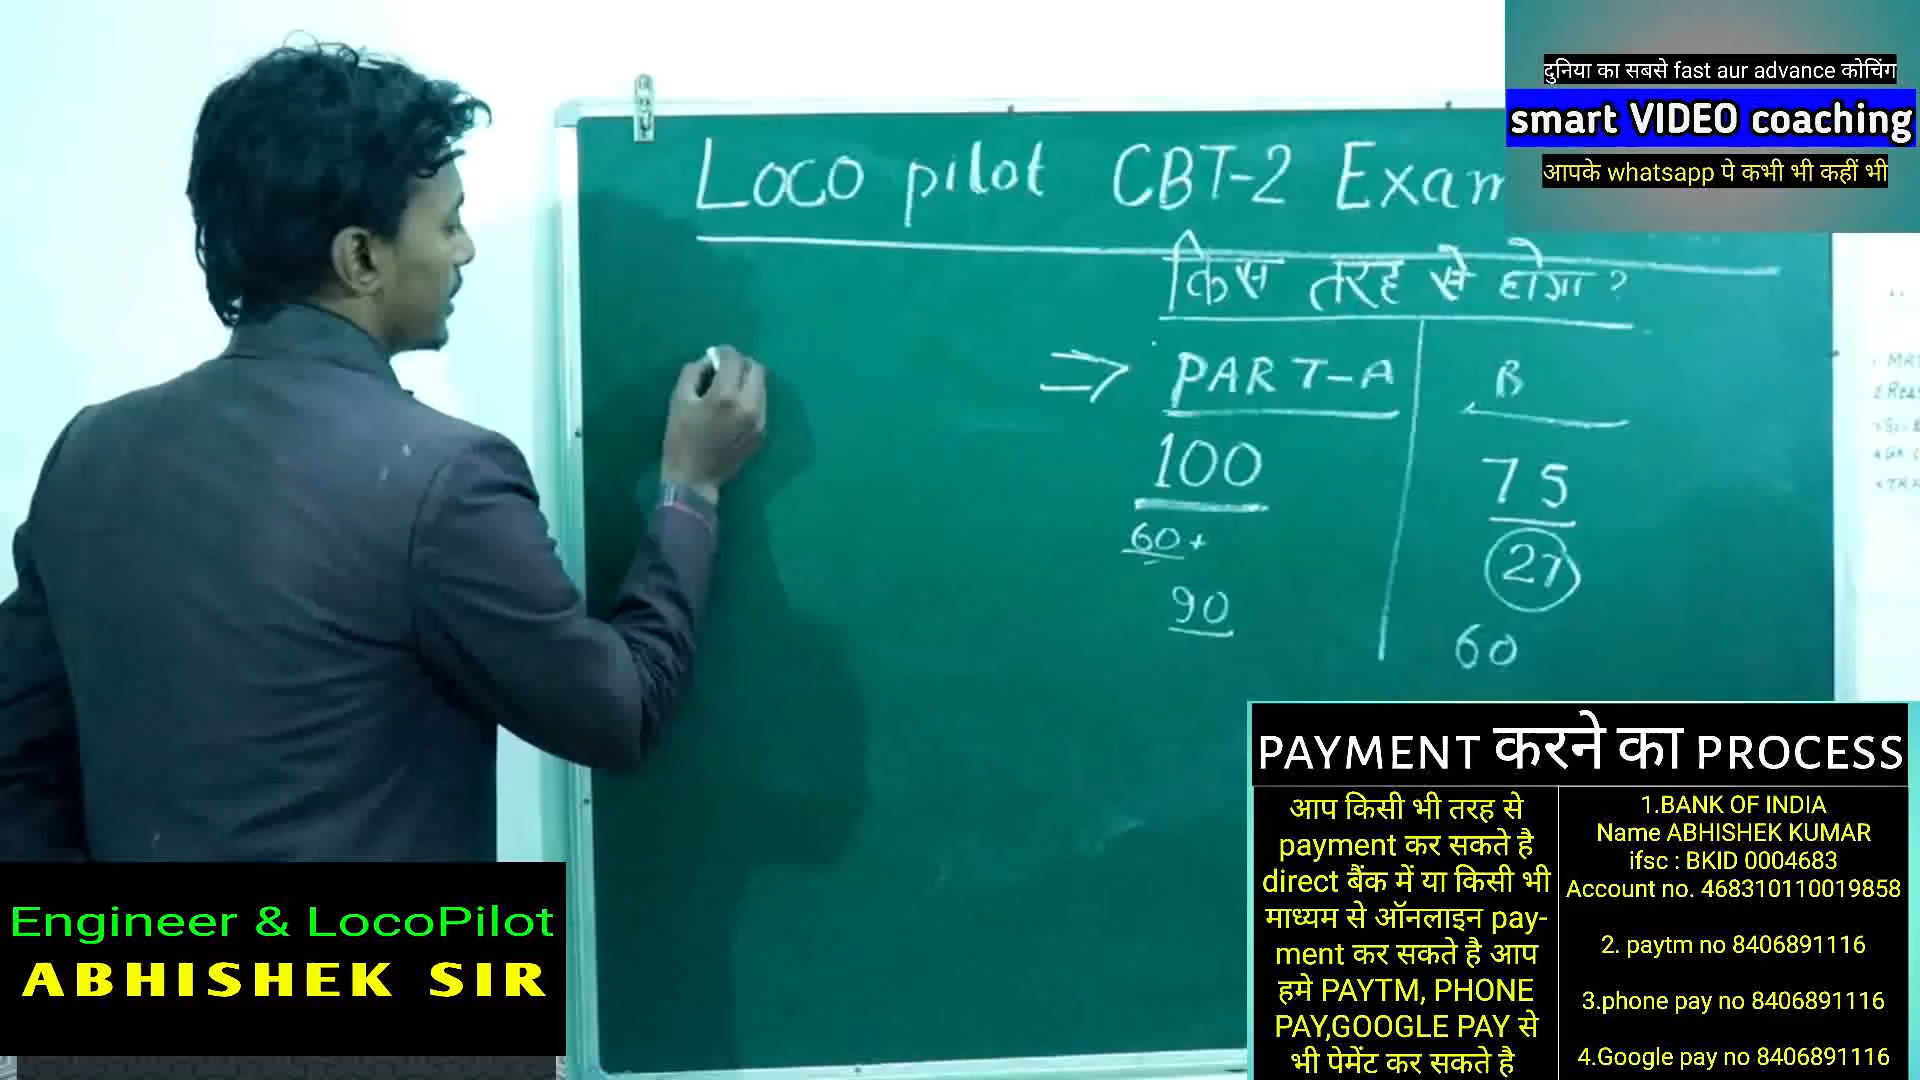 दुनिया का सबसे fast aur advance कोचिंग
smart VIDEO coaching
आपके whatsapp पे कभी भी कहीं भी
Loco pilot CBT-2 Exam
किस तरह से होगा?
PART-A
B
100
75
60+
27
90
60
PAYMENT करने का PROCESS
आप किसी भी तरह से
payment कर सकते है
direct बैंक में या किसी भी
माध्यम से ऑनलाइन pay-
ment कर सकते है आप
हमे PAYTM, PHONE
PAY,GOOGLE PAY से
भी पेमेंट कर सकते है
1.BANK OF INDIA
Name ABHISHEK KUMAR
ifsc : BKID 0004683
Account no. 468310110019858
2. paytm no 8406891116
3.phone pay no 8406891116
4.Google pay no 8406891116
Engineer & LocoPilot
ABHISHEK SIR